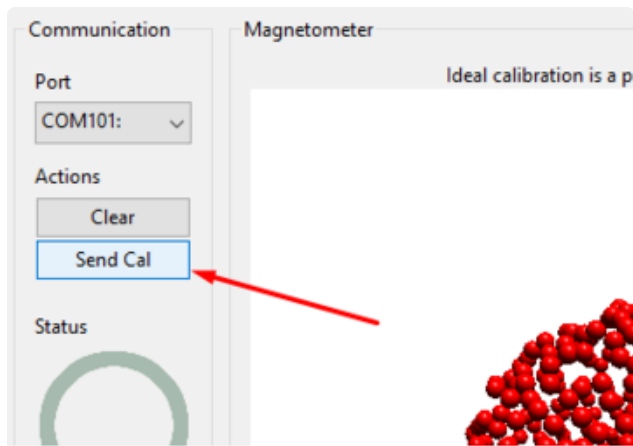 Communication
Port
COM101:
Actions
Clear
Send Cal
Status
Magnetometer
Ideal calibration is a p